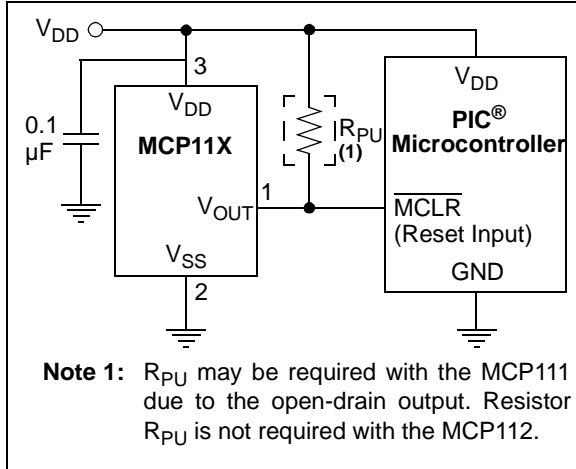 VDD
3
VDD
0.1
µF
MCP11X
RPU
(1)
VDD
PIC®
Microcontroller
1
VOUT
MCLR
(Reset Input)
VSS
2
GND
Note 1: RPU may be required with the MCP111
due to the open-drain output. Resistor
RPU is not required with the MCP112.